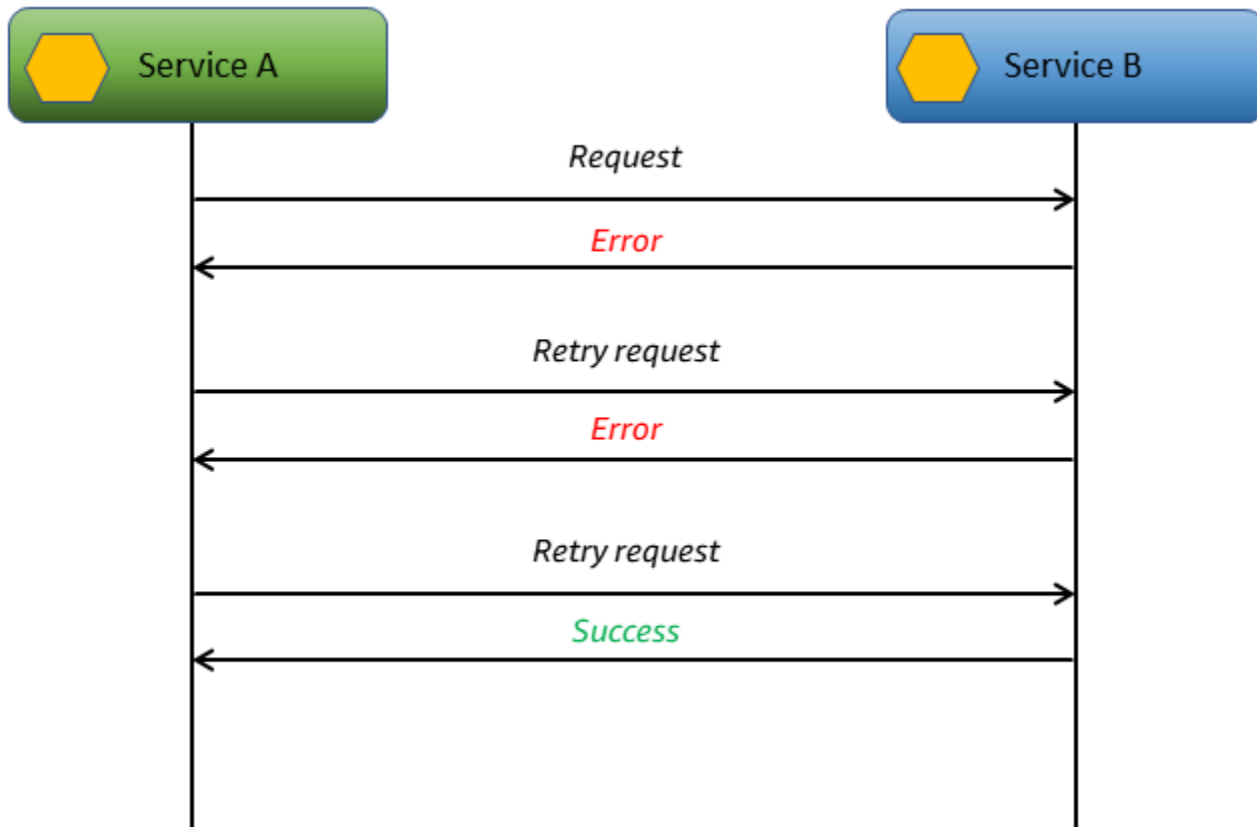 Service A
Service B
Request
Error
Retry request
Error
Retry request
Success